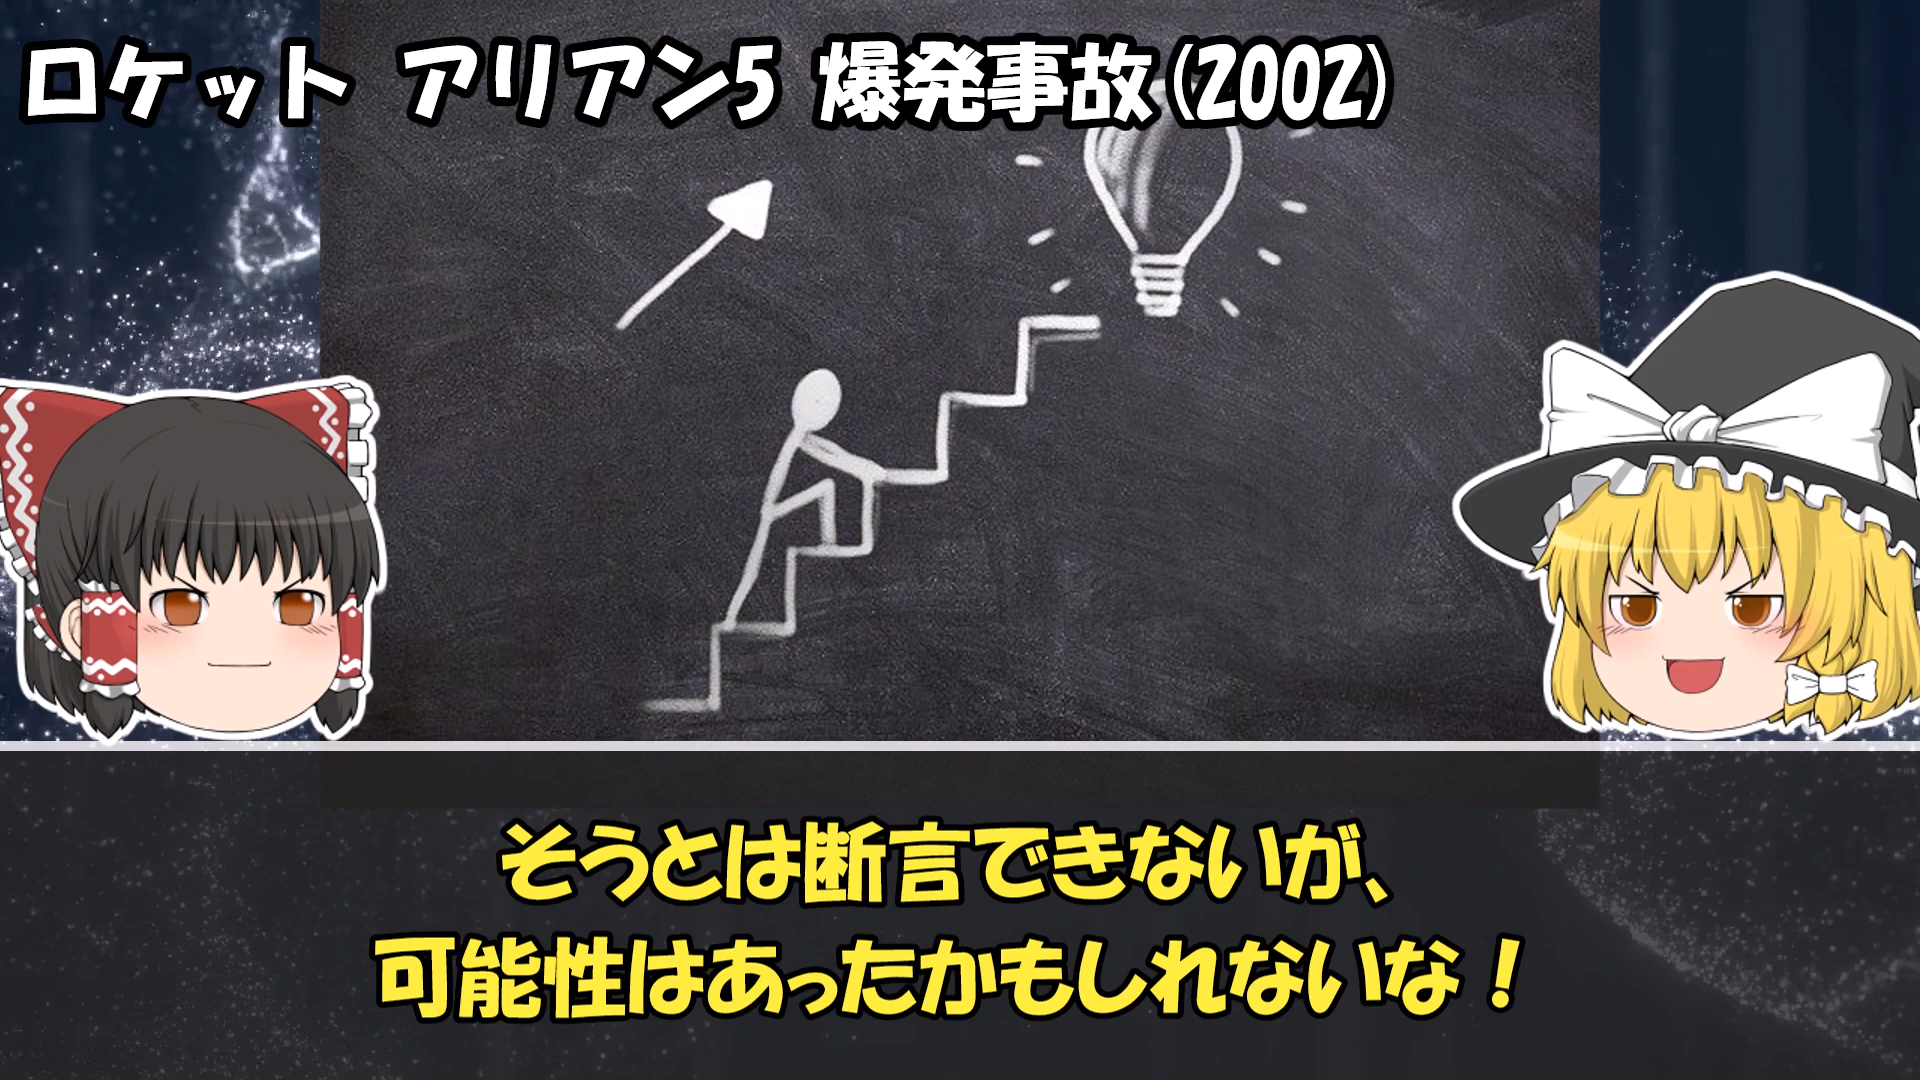 ロケット アリアン5 爆発事故(2002)
そうとは断言できないが、
可能性はあったかもしれないな！